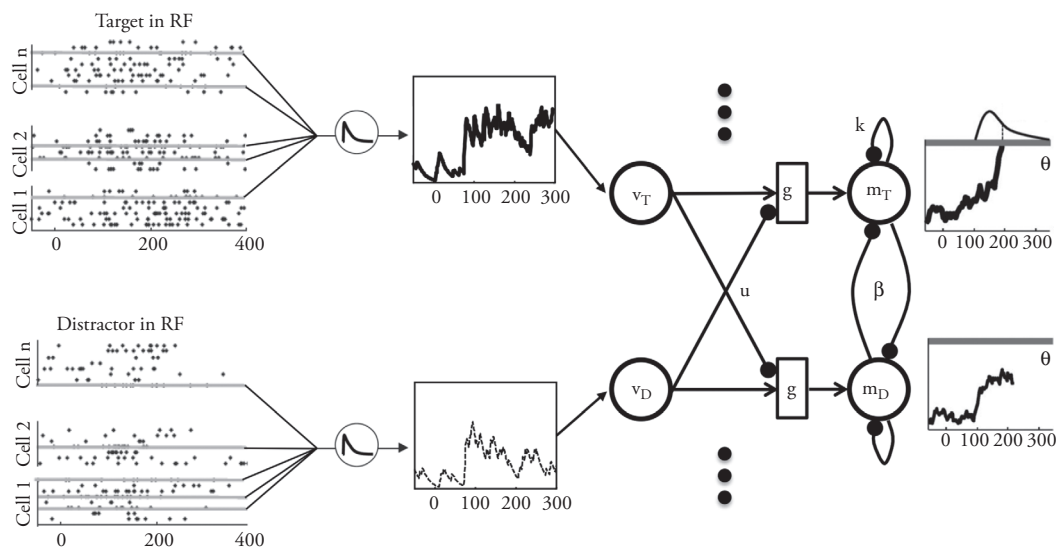 Target in RF
Cell n
Cell 2
Cell 1
0 200 400
0 100 200 300
v_T
g
m_T
k
θ
0 100 200 300
u
β
Distractor in RF
Cell n
Cell 2
Cell 1
0 200 400
0 100 200 300
v_D
g
m_D
θ
0 100 200 300